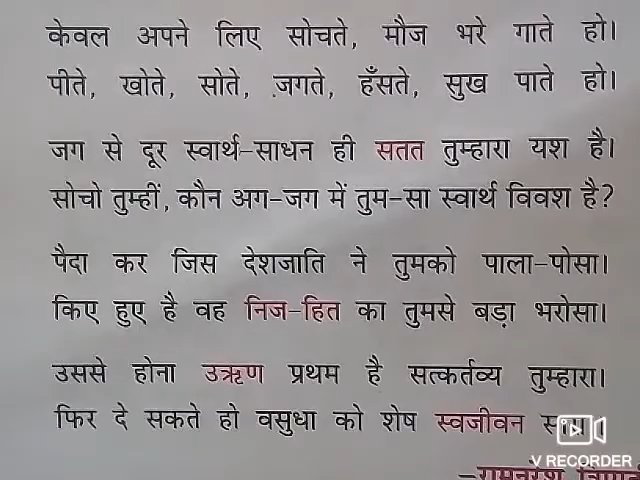 केवल अपने लिए सोचते, मौज भरे गाते हो।
पीते, खोते, सोते, जगते, हँसते, सुख पाते हो।
जग से दूर स्वार्थ-साधन ही सतत तुम्हारा यश है।
सोचो तुम्हीं, कौन अग-जग में तुम-सा स्वार्थ विवश है?
पैदा कर जिस देशजाति ने तुमको पाला-पोसा।
किए हुए है वह निज-हित का तुमसे बड़ा भरोसा।
उससे होना उऋण प्रथम है सत्कर्तव्य तुम्हारा।
फिर दे सकते हो वसुधा को शेष स्वजीवन
V RECORDER
–रामनरेश